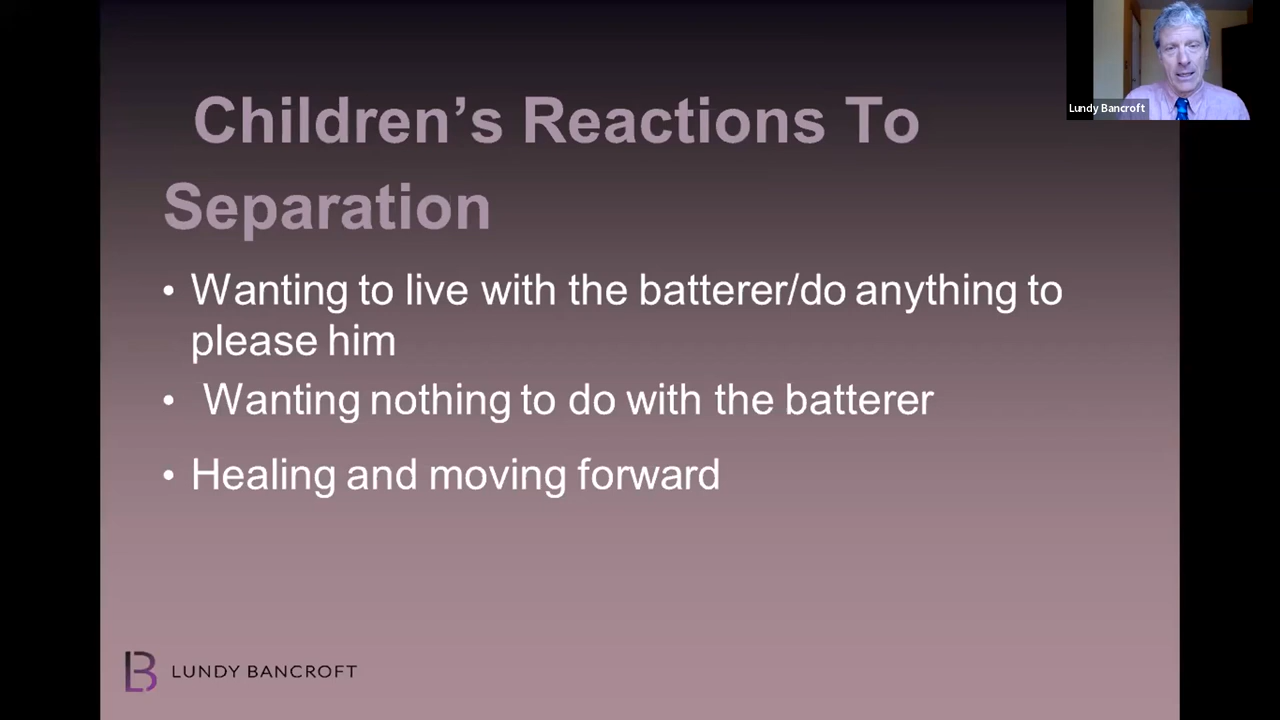 Lundy Bancroft
Children’s Reactions To
Separation
• Wanting to live with the batterer/do anything to
please him
• Wanting nothing to do with the batterer
• Healing and moving forward
LB LUNDY BANCROFT